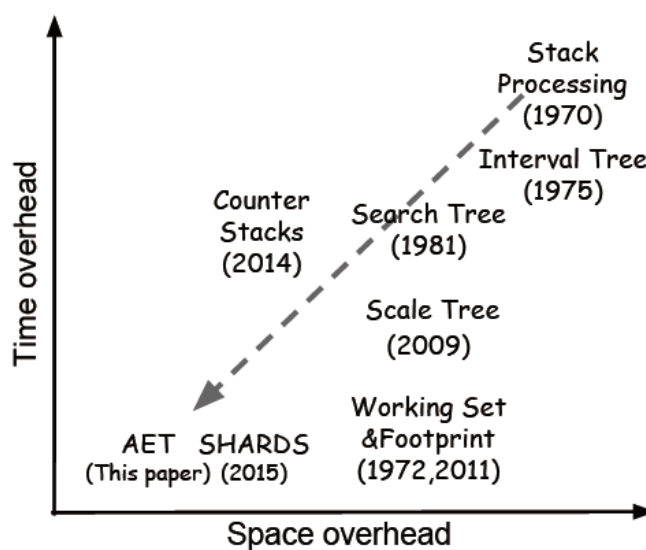 Stack
Processing
(1970)
Interval Tree
(1975)
Counter
Stacks
(2014)
Search Tree
(1981)
Scale Tree
(2009)
Working Set
&Footprint
(1972,2011)
AET SHARDS
(This paper) (2015)
Time overhead
Space overhead